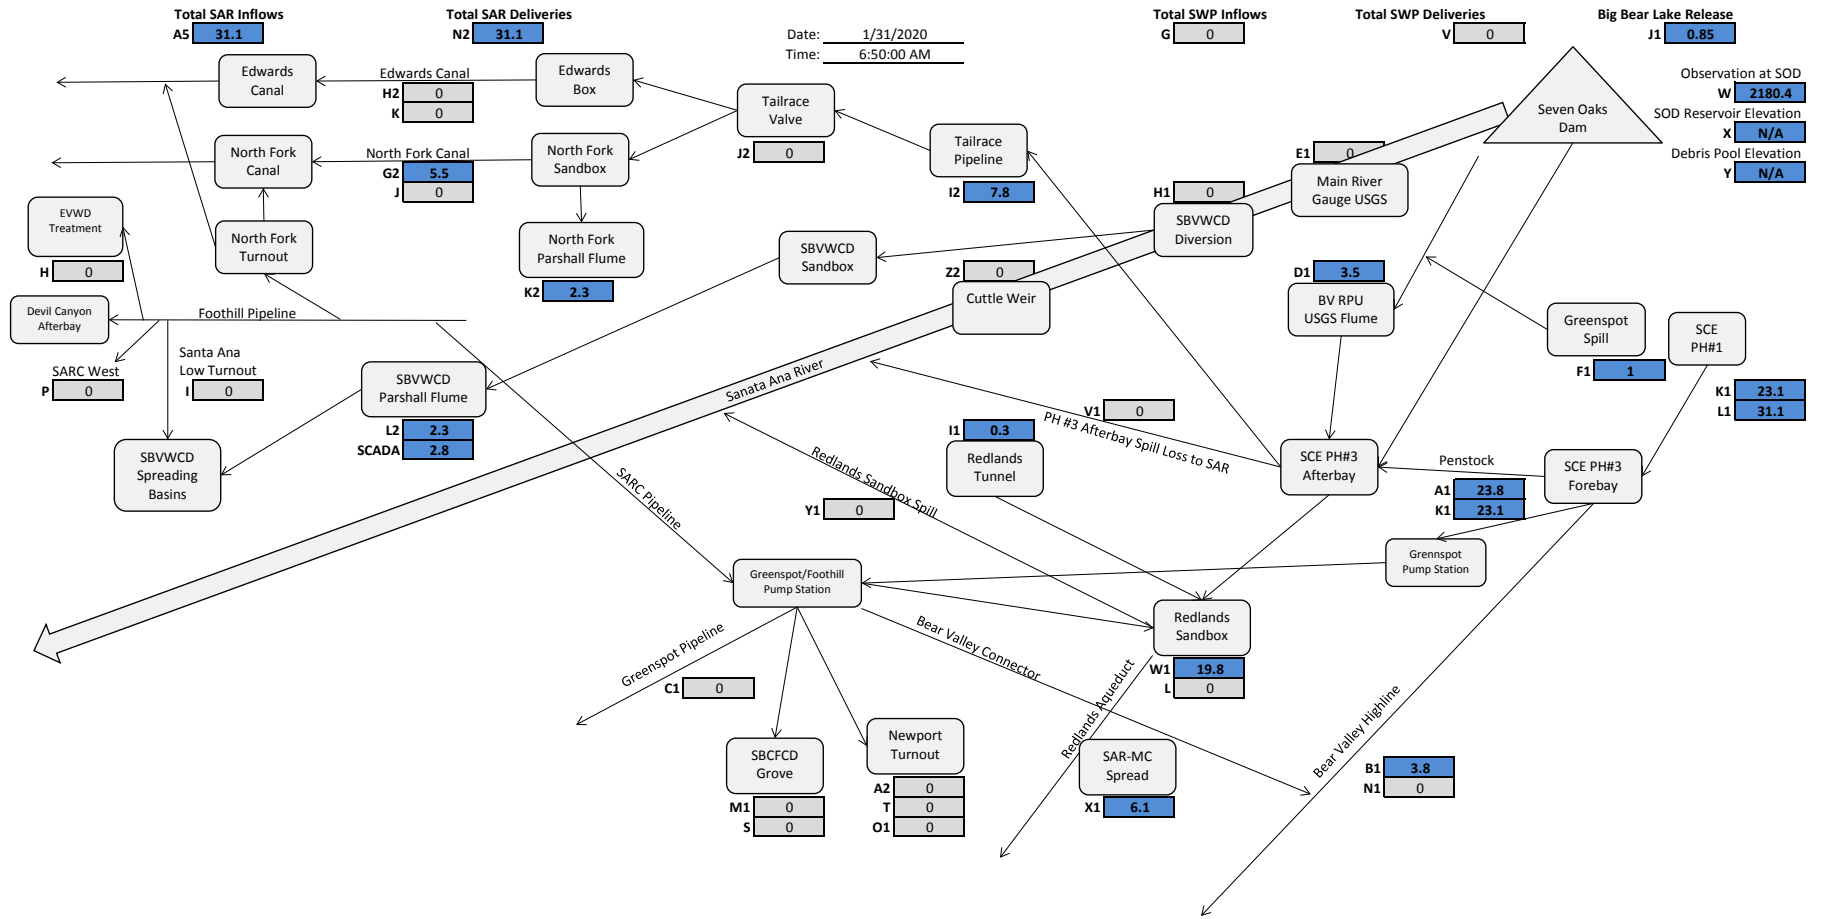 Total SAR Inflows
A5 31.1
Total SAR Deliveries
N2 31.1
Date: 1/31/2020
Time: 6:50:00 AM
Total SWP Inflows
G 0
Total SWP Deliveries
V 0
Big Bear Lake Release
J1 0.85
Observation at SOD
W 2180.4
SOD Reservoir Elevation
X N/A
Debris Pool Elevation
Y N/A
Seven Oaks
Dam
Edwards
Canal
Edwards Canal
H2 0
K 0
Edwards
Box
Tailrace
Valve
J2 0
Tailrace
Pipeline
I2 7.8
E1 0
Main River
Gauge USGS
H1 0
SBVWCD
Diversion
North Fork
Canal
North Fork Canal
G2 5.5
J 0
North Fork
Sandbox
EVWD
Treatment
H 0
North Fork
Turnout
North Fork
Parshall Flume
K2 2.3
SBVWCD
Sandbox
Z2 0
Cuttle Weir
D1 3.5
BV RPU
USGS Flume
Greenspot
Spill
F1 1
SCE
PH#1
K1 23.1
L1 31.1
Devil Canyon
Afterbay
Foothill Pipeline
SARC West
P 0
Santa Ana
Low Turnout
I 0
SBVWCD
Parshall Flume
L2 2.3
SCADA 2.8
SBVWCD
Spreading
Basins
Sanata Ana River
V1 0
PH #3 Afterbay Spill Loss to SAR
I1 0.3
Redlands
Tunnel
SCE PH#3
Afterbay
Penstock
A1 23.8
K1 23.1
SCE PH#3
Forebay
Redlands Sandbox Spill
Y1 0
SARC Pipeline
Greenspot/Foothill
Pump Station
Grennspot
Pump Station
Redlands
Sandbox
W1 19.8
L 0
Greenspot Pipeline
C1 0
Bear Valley Connector
Redlands Aqueduct
Bear Valley Highline
SBCFCD
Grove
M1 0
S 0
Newport
Turnout
A2 0
T 0
O1 0
SAR-MC
Spread
X1 6.1
B1 3.8
N1 0